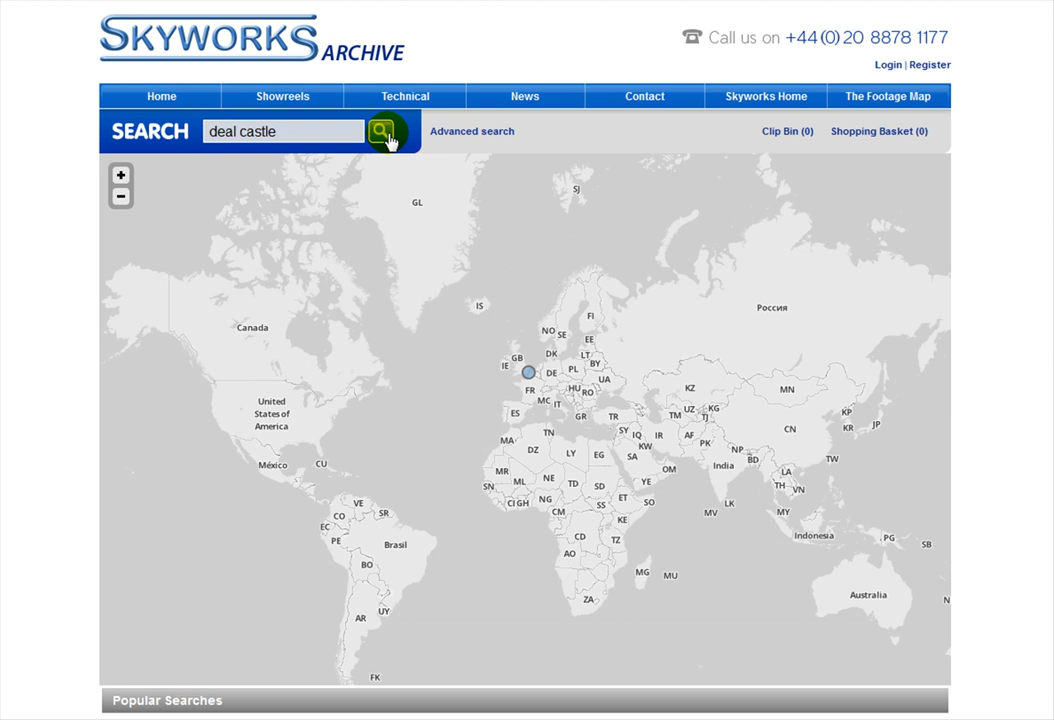 SKYWORKS ARCHIVE
Call us on +44(0)20 8878 1177
Login | Register
Home Showreels Technical News Contact Skyworks Home The Footage Map
SEARCH deal castle Advanced search Clip Bin (0) Shopping Basket (0)
+
−
SJ
GL
IS
FI
Россия
NO SE
Canada
EE
DK LT
GB
IE DE PL BY
UA
KZ
FR HU RO
MN
MC IT
UZ KG
United
States of
America
ES GR TR TM TJ
KP
KR JP
CN
MA TN SY IQ IR AF
PK
DZ LY EG KW
NP
SA BD
México CU India
TW
MR OM
LA
ML NE TD SD YE
TH VN
SN
CI GH NG ET SO
VE
LK
CM SS MV MY
CO SR
EC KE
PE
CD TZ
Indonesia PG SB
Brasil
AO
BO
MG MU
Australia
ZA N
UY
AR
FK
Popular Searches